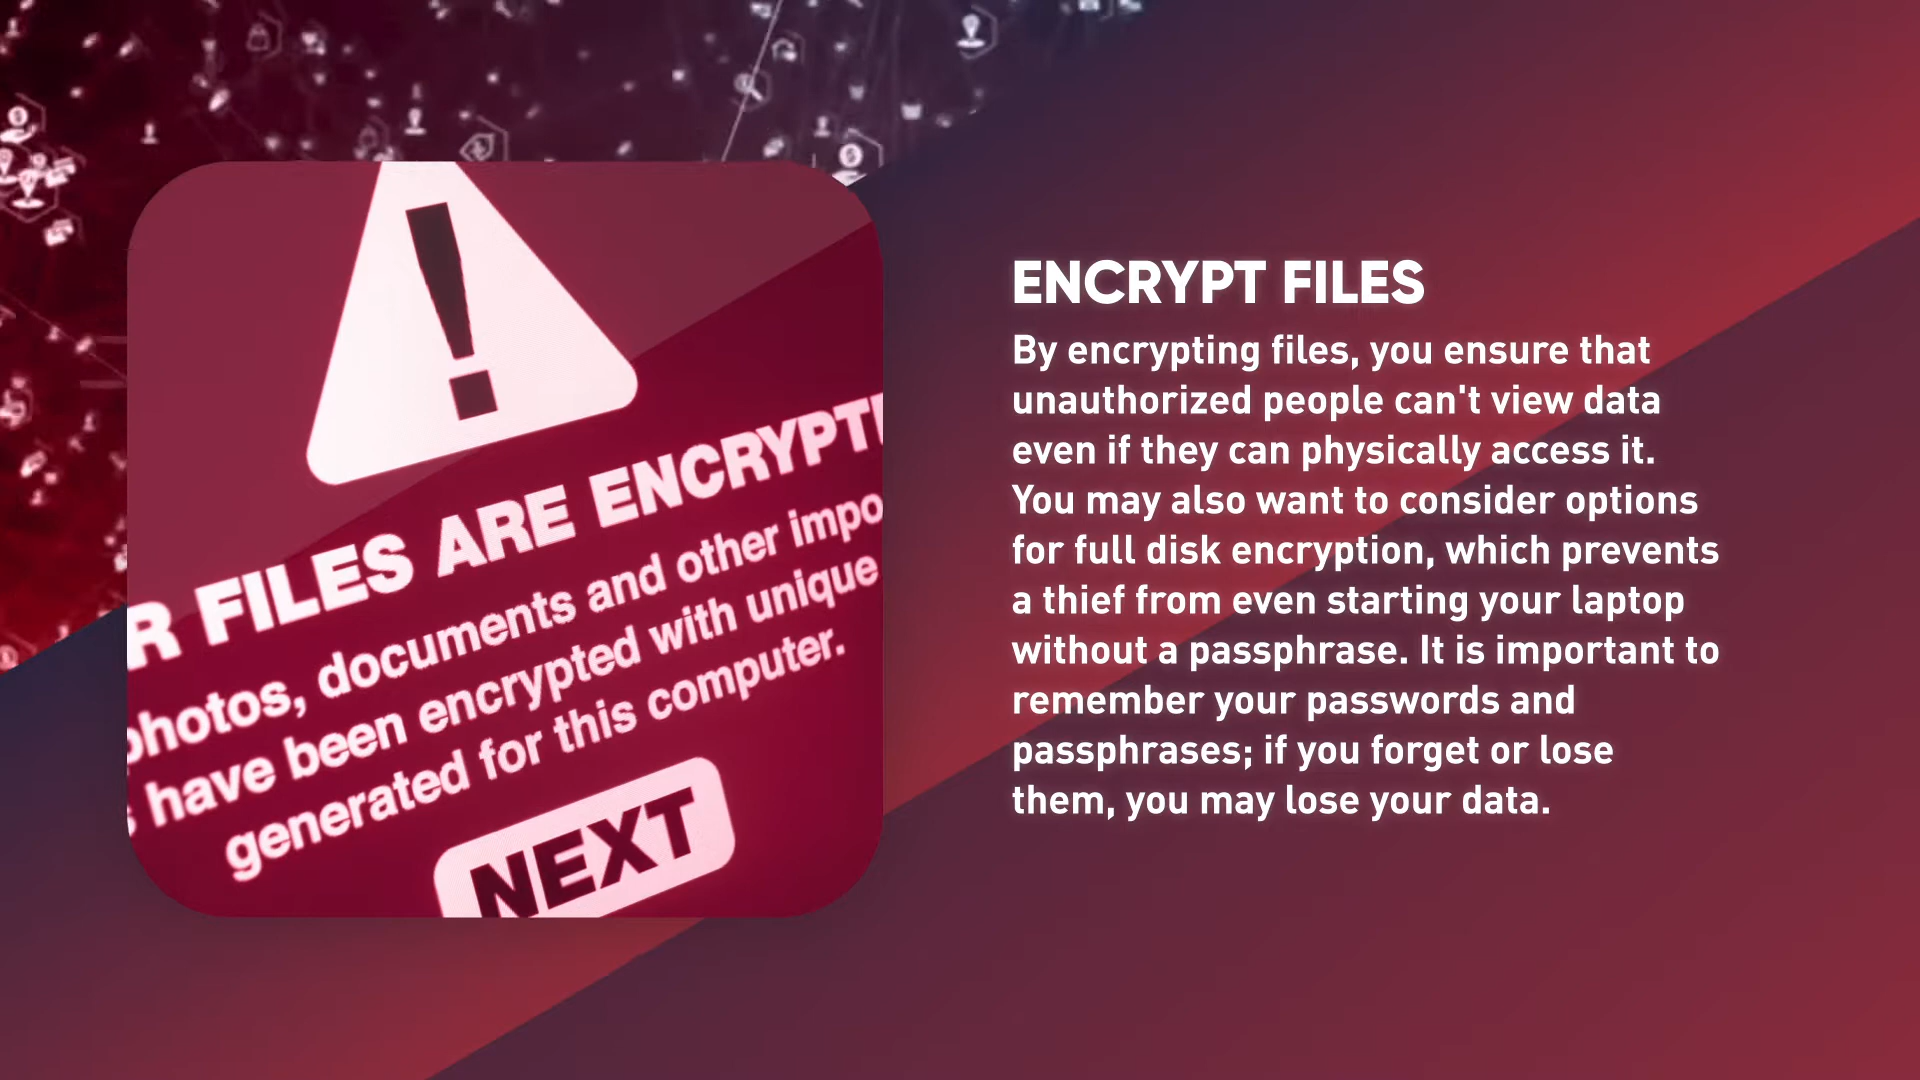 R FILES ARE ENCRYPT
photos, documents and other impo
have been encrypted with unique
generated for this computer.
NEXT
ENCRYPT FILES
By encrypting files, you ensure that
unauthorized people can't view data
even if they can physically access it.
You may also want to consider options
for full disk encryption, which prevents
a thief from even starting your laptop
without a passphrase. It is important to
remember your passwords and
passphrases; if you forget or lose
them, you may lose your data.